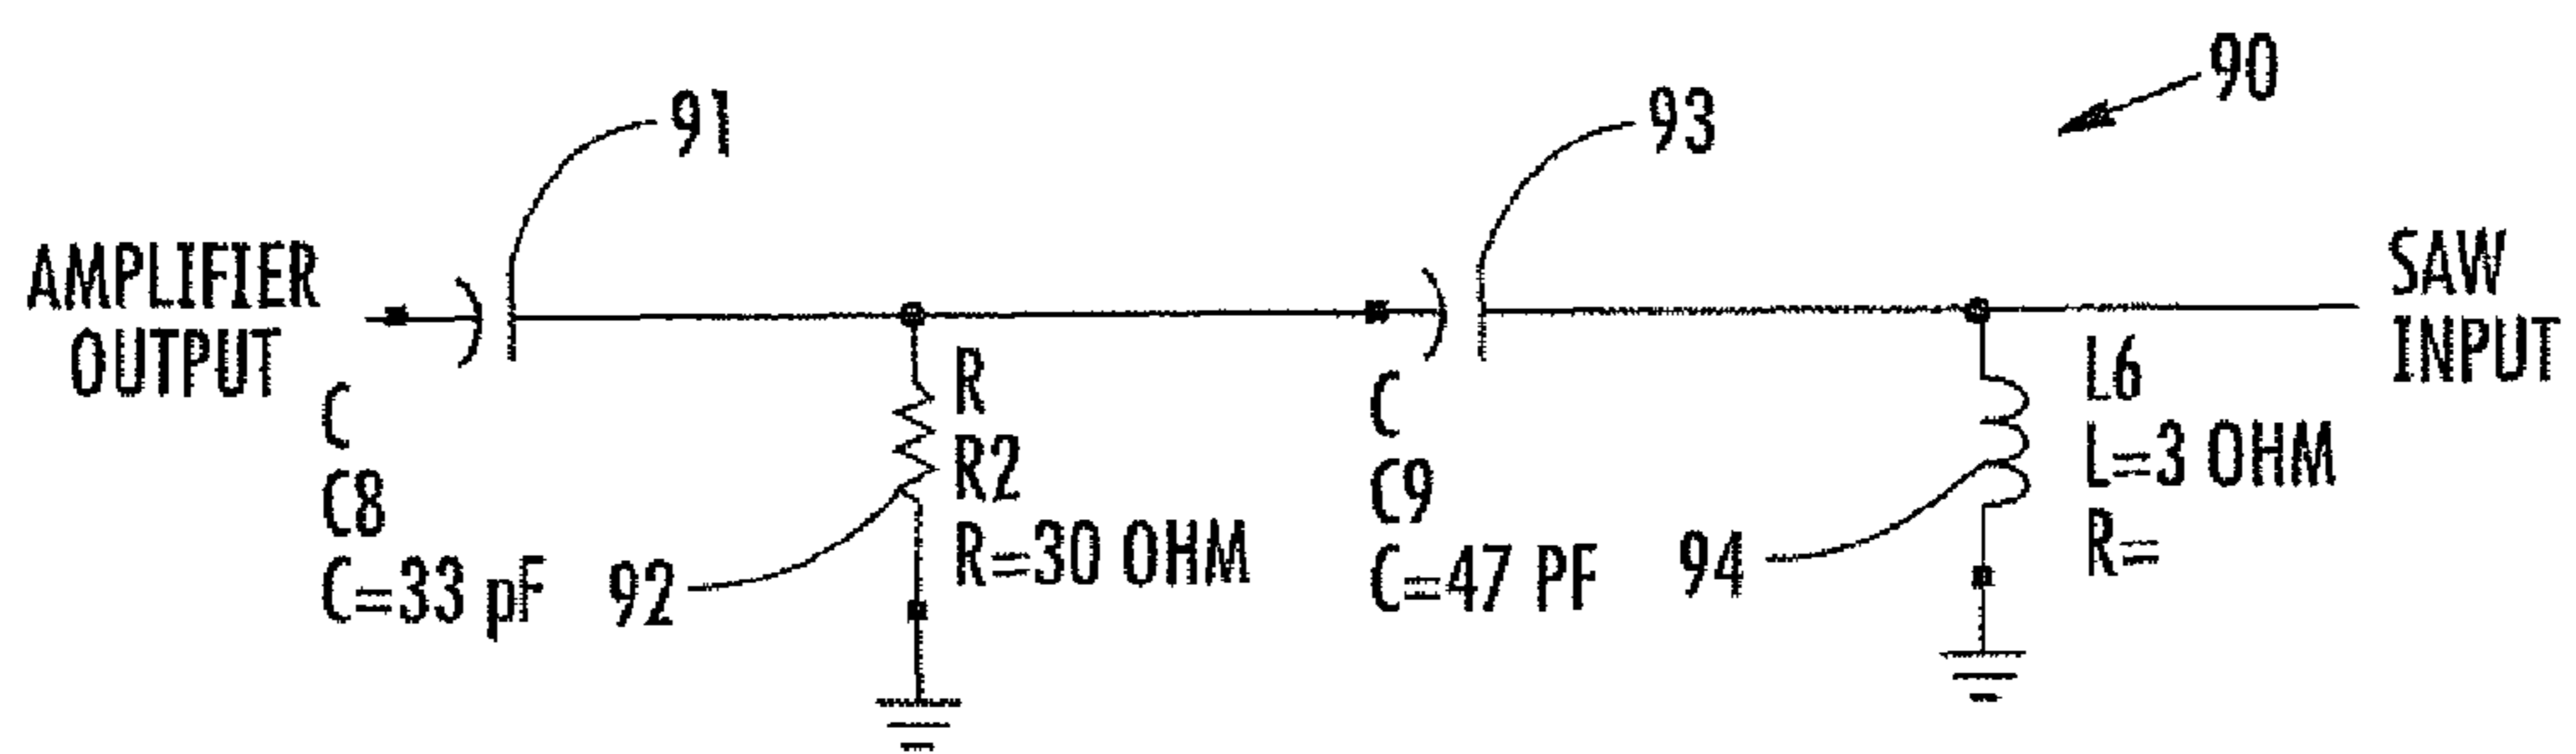 90
91
93
AMPLIFIER
OUTPUT
SAW
INPUT
C
C8
C=33 pF
92
R
R2
R=30 OHM
C
C9
C=47 PF
94
L6
L=3 OHM
R=